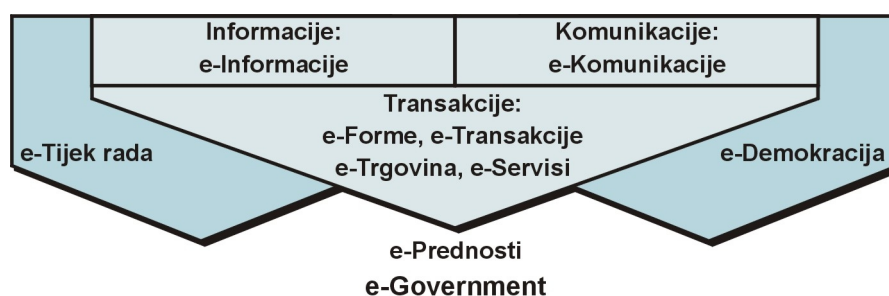 Informacije:
e-Informacije
Komunikacije:
e-Komunikacije
Transakcije:
e-Forme, e-Transakcije
e-Trgovina, e-Servisi
e-Tijek rada
e-Demokracija
e-Prednosti
e-Government